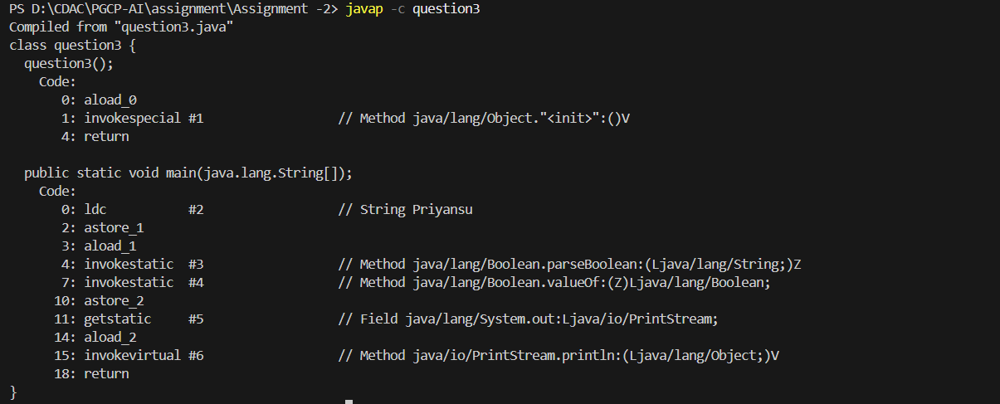 PS D:\CDAC\PGCP-AI\assignment\Assignment -2> javap -c question3
Compiled from "question3.java"
class question3 {
  question3();
    Code:
       0: aload_0
       1: invokespecial #1                  // Method java/lang/Object."<init>":()V
       4: return

  public static void main(java.lang.String[]);
    Code:
       0: ldc           #2                  // String Priyansu
       2: astore_1
       3: aload_1
       4: invokestatic  #3                  // Method java/lang/Boolean.parseBoolean:(Ljava/lang/String;)Z
       7: invokestatic  #4                  // Method java/lang/Boolean.valueOf:(Z)Ljava/lang/Boolean;
      10: astore_2
      11: getstatic     #5                  // Field java/lang/System.out:Ljava/io/PrintStream;
      14: aload_2
      15: invokevirtual #6                  // Method java/io/PrintStream.println:(Ljava/lang/Object;)V
      18: return
}